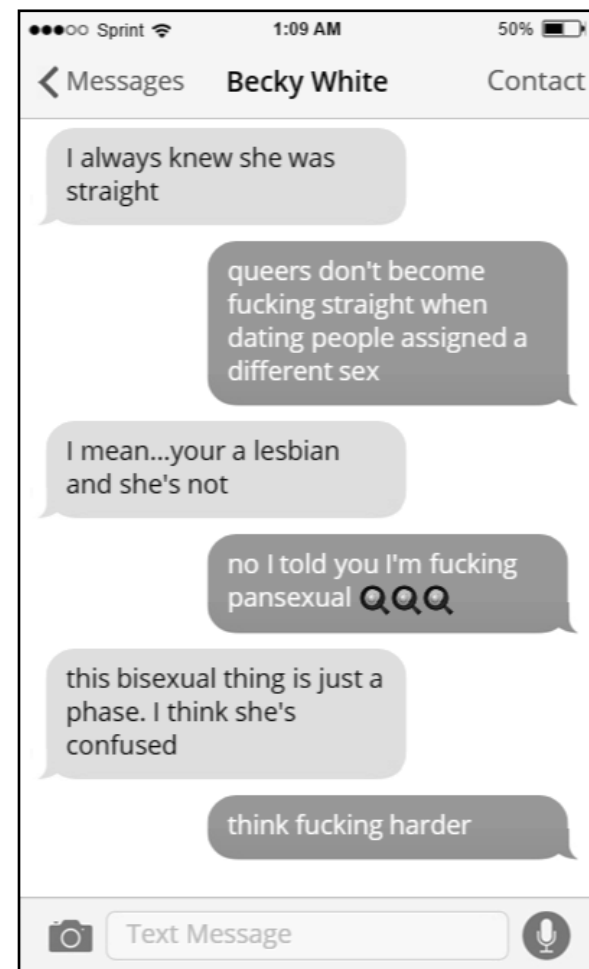 Sprint 1:09 AM 50%
Messages Becky White Contact
I always knew she was
straight
queers don't become
fucking straight when
dating people assigned a
different sex
I mean...your a lesbian
and she's not
no I told you I'm fucking
pansexual 🍳🍳🍳
this bisexual thing is just a
phase. I think she's
confused
think fucking harder
Text Message